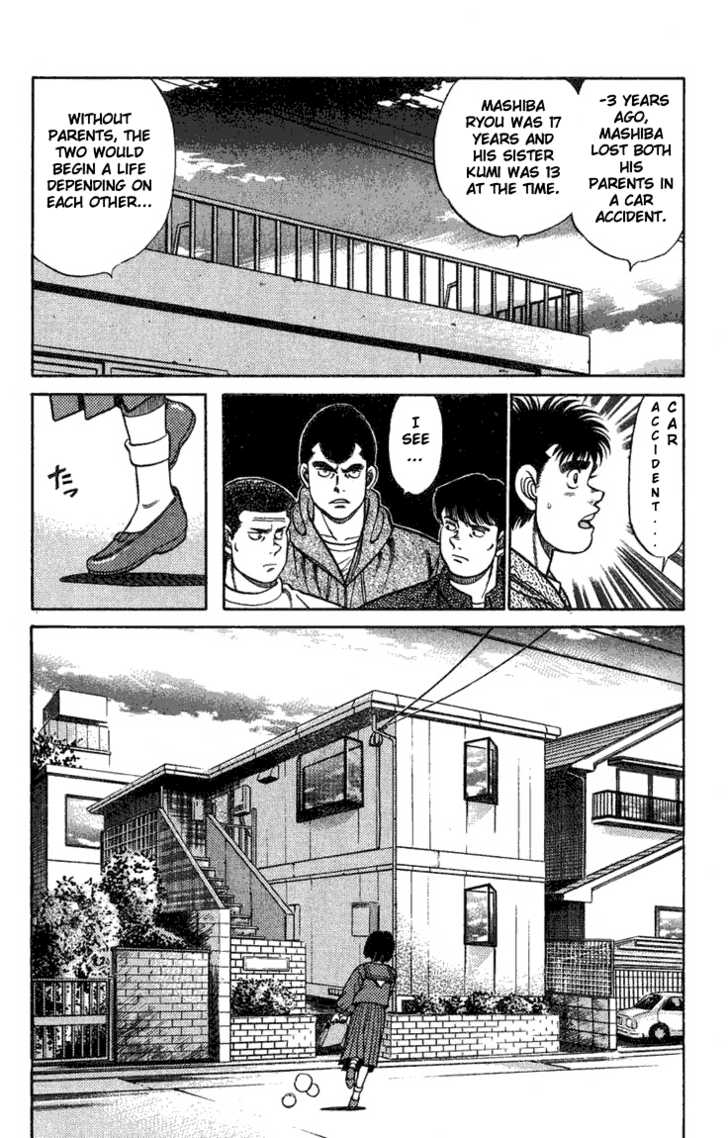 -3 YEARS
AGO,
MASHIBA
LOST BOTH
HIS
PARENTS IN
A CAR
ACCIDENT.
MASHIBA
RYOU WAS 17
YEARS AND
HIS SISTER
KUMI WAS 13
AT THE TIME.
WITHOUT
PARENTS, THE
TWO WOULD
BEGIN A LIFE
DEPENDING ON
EACH OTHER...
CAR
ACCIDENT...
I
SEE
...
たっ